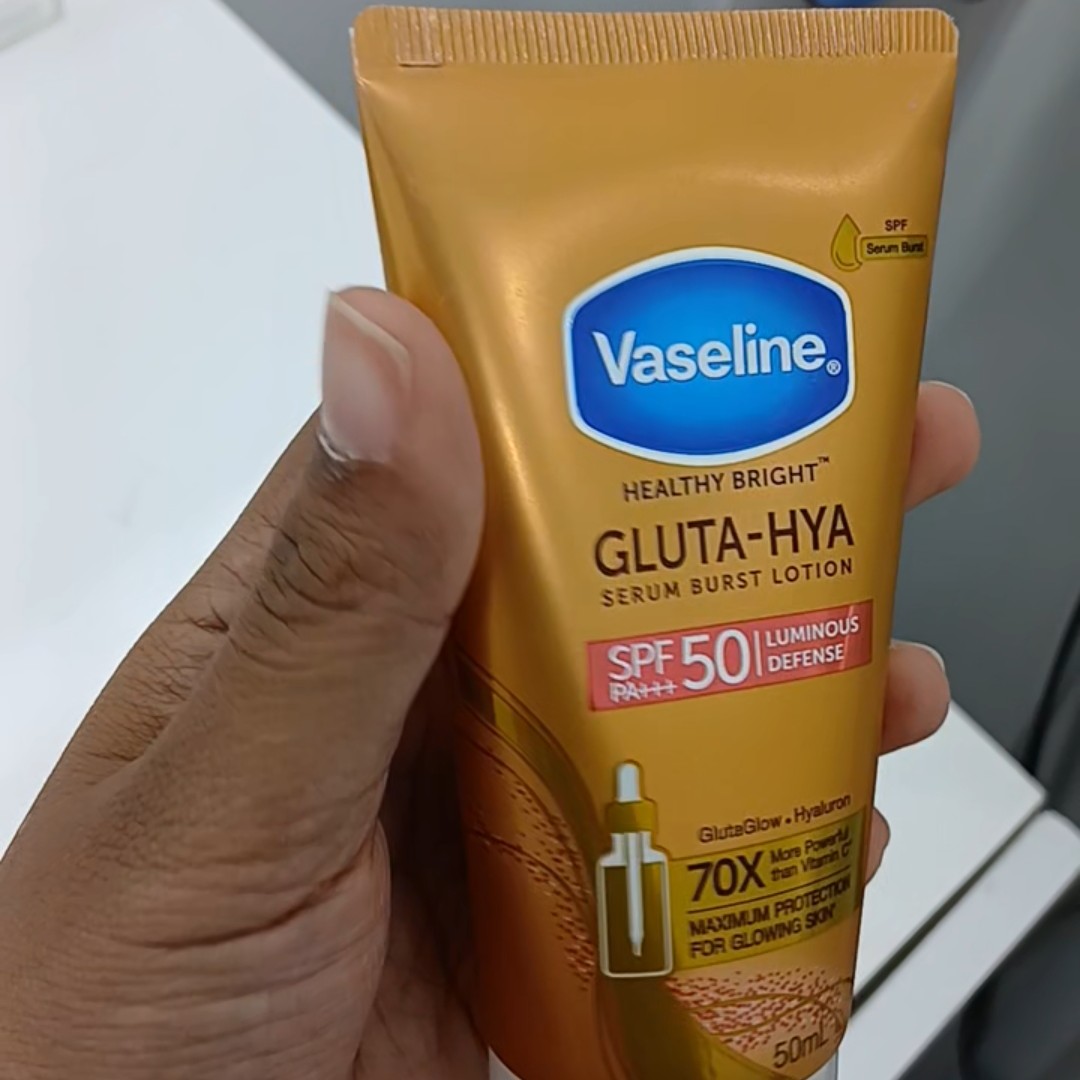 SPF
Serum Burst
Vaseline®
HEALTHY BRIGHT™
GLUTA-HYA
SERUM BURST LOTION
SPF 50
PA+++
LUMINOUS
DEFENSE
GlutaGlow • Hyaluron
70X
More Powerful
than Vitamin C*
MAXIMUM PROTECTION
FOR GLOWING SKIN*
50mL